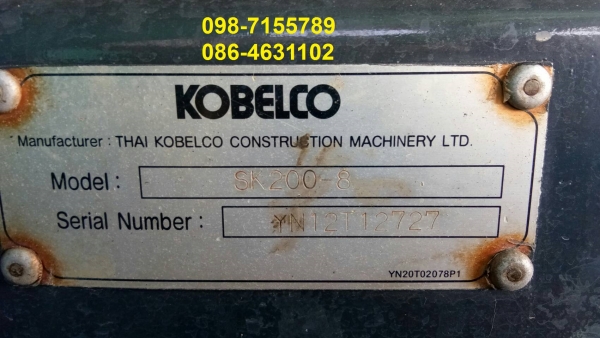 098-7155789
086-4631102
KOBELCO
Manufacturer : THAI KOBELCO CONSTRUCTION MACHINERY LTD.
Model : SK200-8
Serial Number : YN12T12727
YN20T02078P1